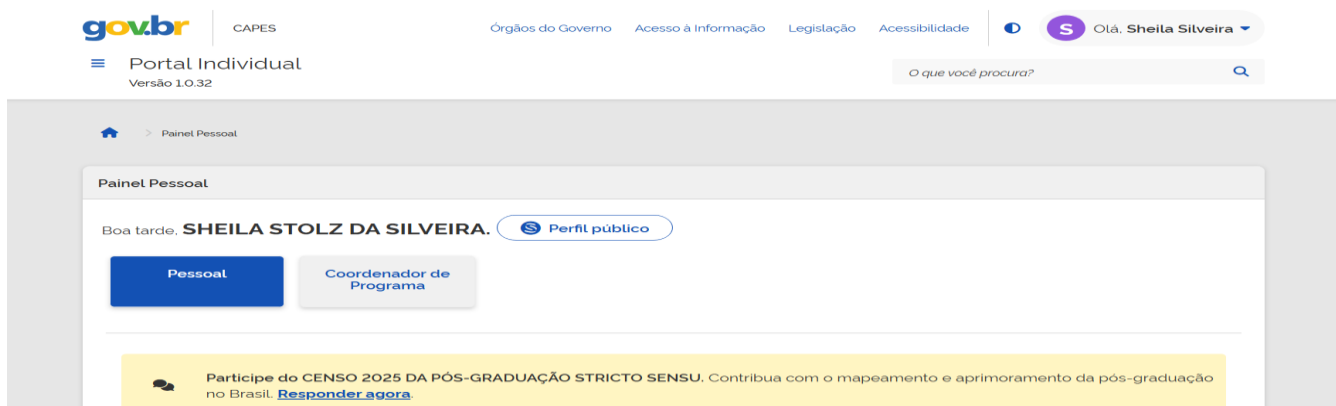 gov.br
CAPES
Órgãos do Governo Acesso à Informação Legislação Acessibilidade
S Olá, Sheila Silveira
Portal Individual
Versão 1.0.32
O que você procura?
> Painel Pessoal
Painel Pessoal
Boa tarde, SHEILA STOLZ DA SILVEIRA. S Perfil público
Pessoal
Coordenador de
Programa
Participe do CENSO 2025 DA PÓS-GRADUAÇÃO STRICTO SENSU. Contribua com o mapeamento e aprimoramento da pós-graduação
no Brasil. Responder agora.